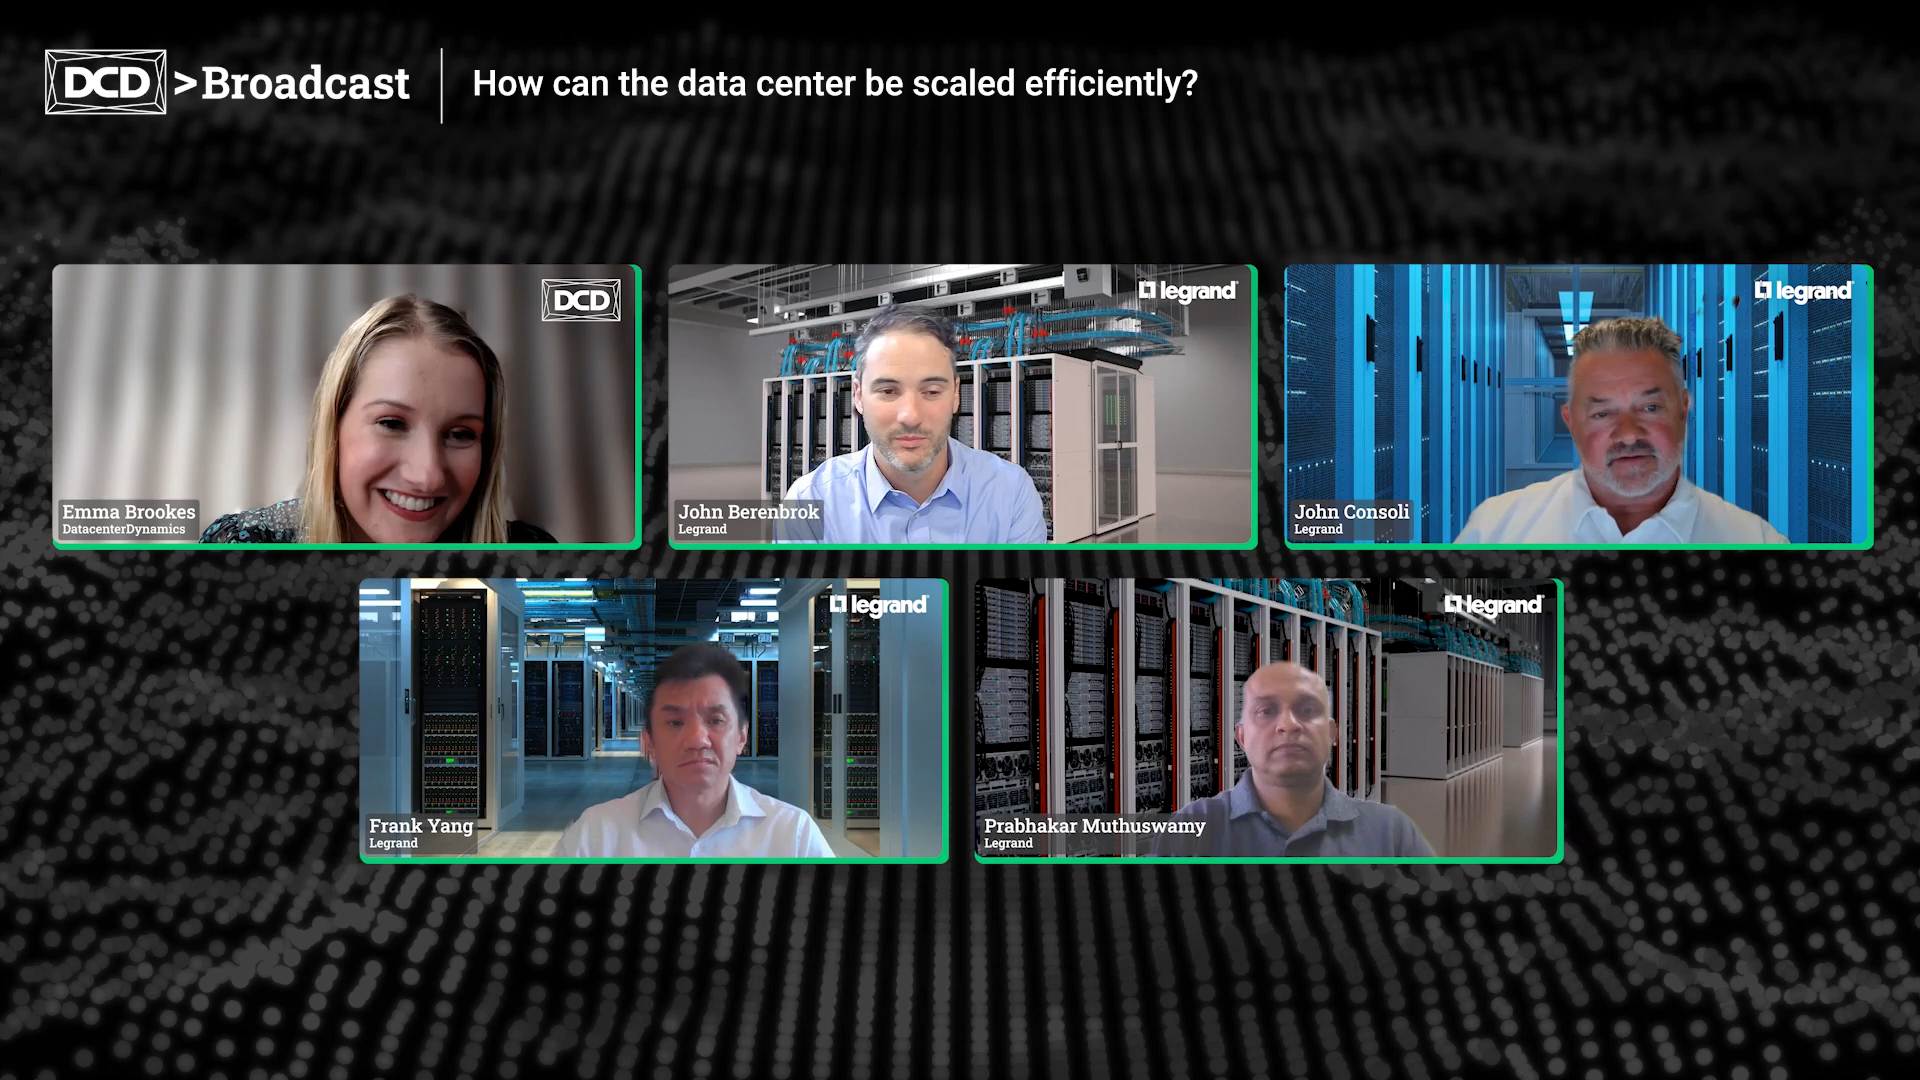 DCD >Broadcast
How can the data center be scaled efficiently?
DCD
Emma Brookes
DatacenterDynamics
legrand®
John Berenbrok
Legrand
legrand®
John Consoli
Legrand
legrand®
Frank Yang
Legrand
legrand®
Prabhakar Muthuswamy
Legrand